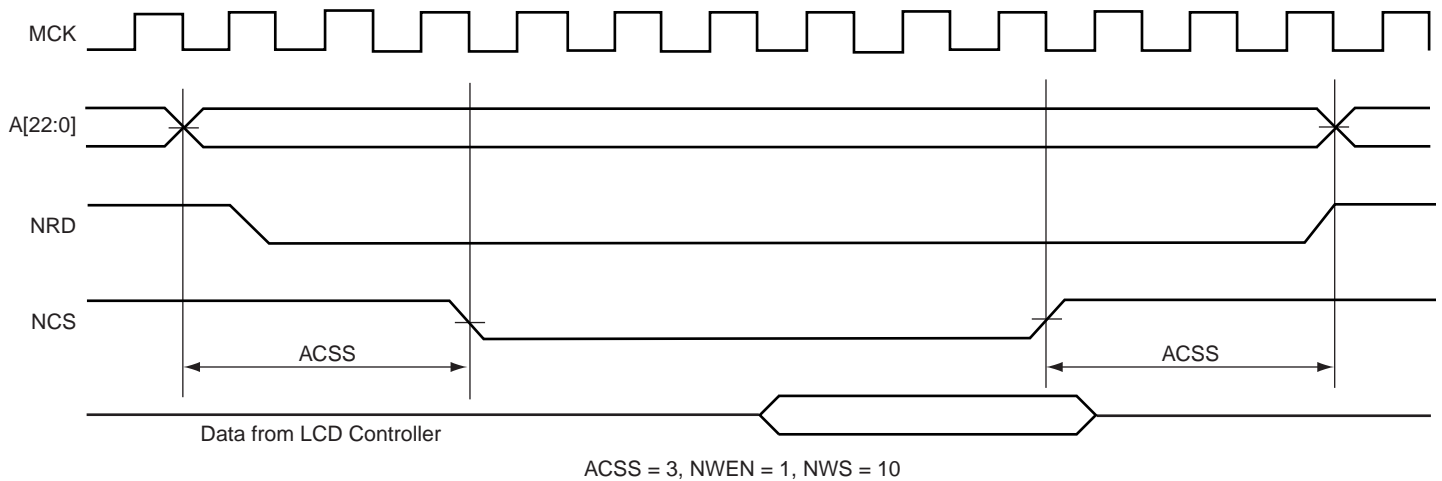 MCK
A[22:0]
NRD
NCS
ACSS
ACSS
Data from LCD Controller
ACSS = 3, NWEN = 1, NWS = 10